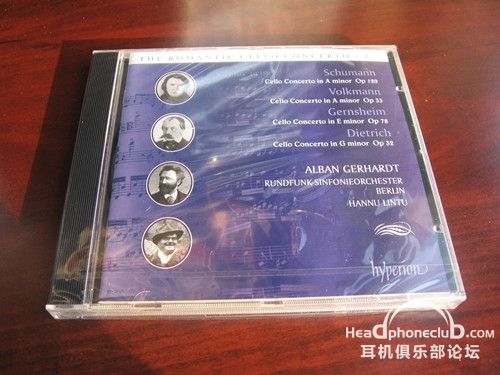 THE ROMANTIC CELLO CONCERTO · 2
Schumann
Cello Concerto in A minor Op 129
Volkmann
Cello Concerto in A minor Op 33
Gernsheim
Cello Concerto in E minor Op 78
Dietrich
Cello Concerto in G minor Op 32
ALBAN GERHARDT
RUNDFUNK-SINFONIEORCHESTER
BERLIN
HANNU LINTU
hyperion
HeadphonecluB.com
耳机俱乐部论坛